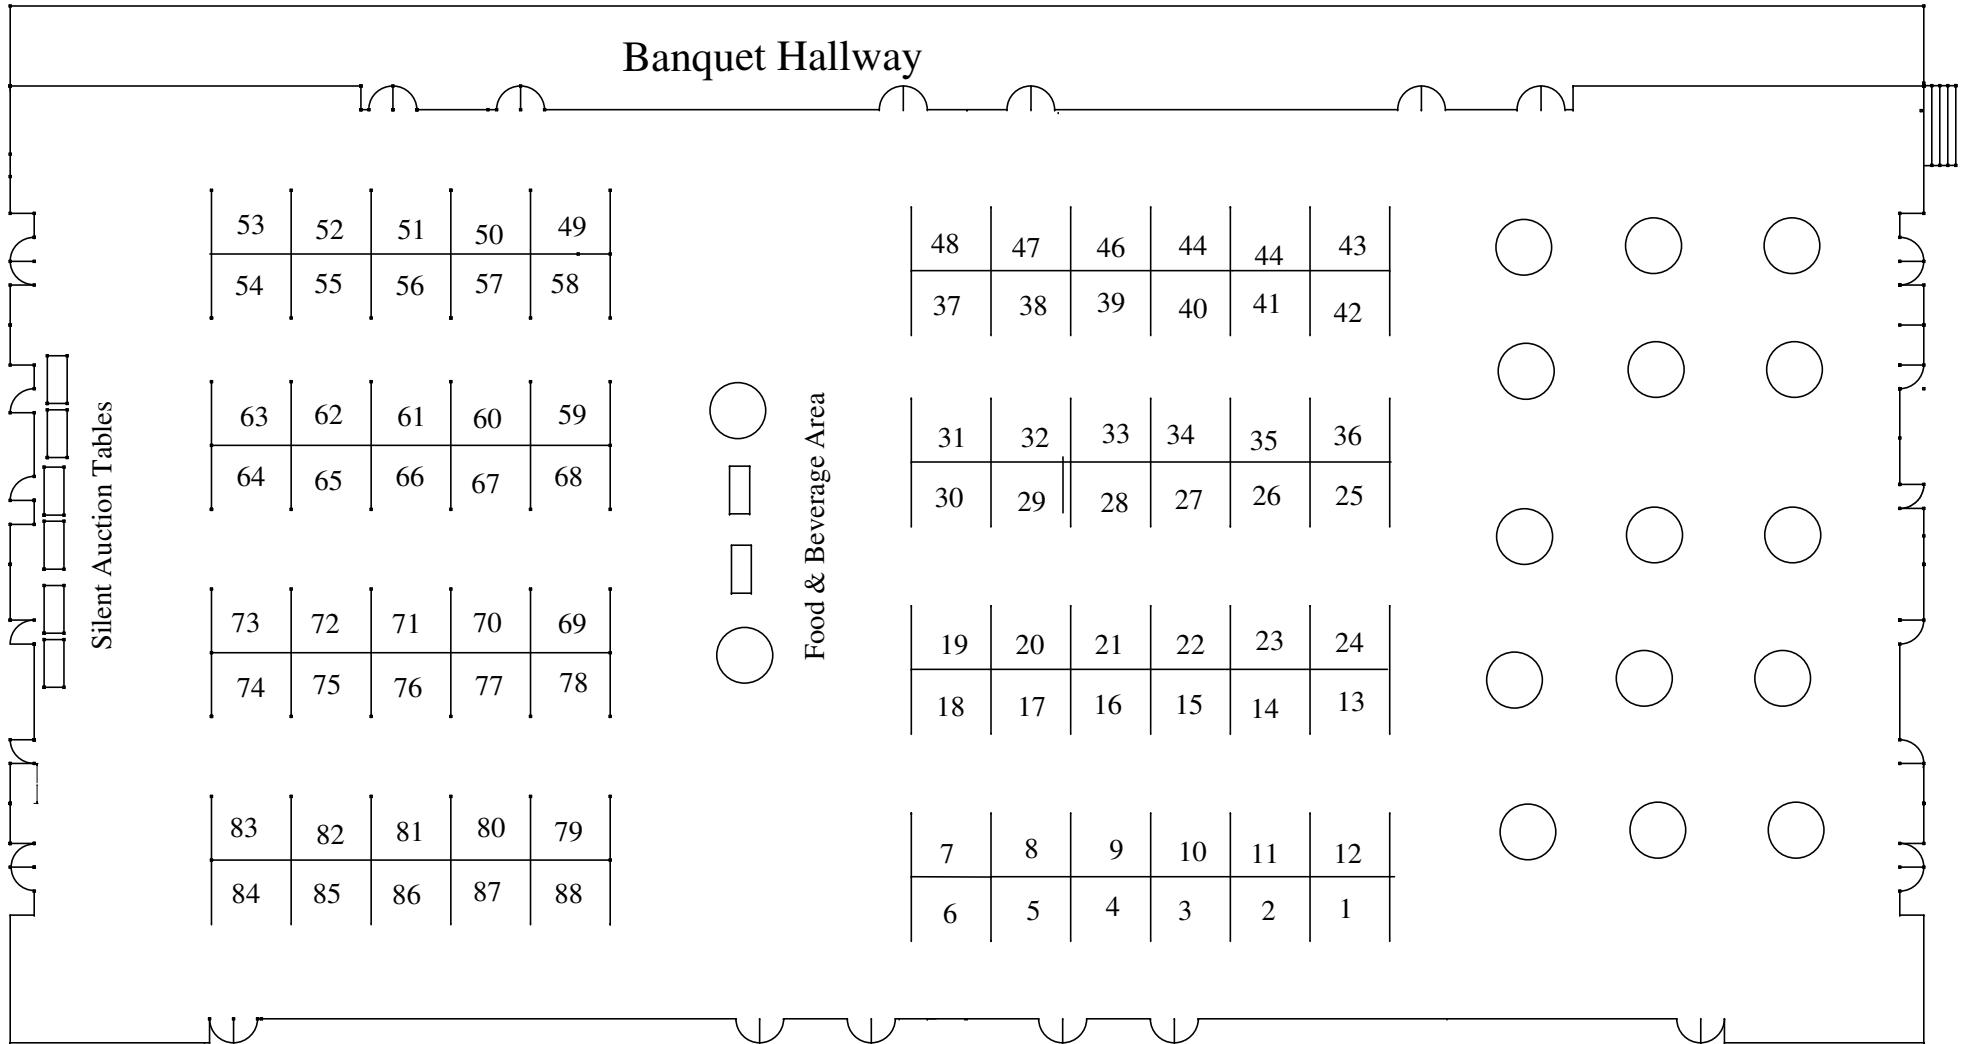 Banquet Hallway
53 52 51 50 49
54 55 56 57 58
48 47 46 44 44 43
37 38 39 40 41 42
63 62 61 60 59
64 65 66 67 68
Silent Auction Tables
Food & Beverage Area
31 32 33 34 35 36
30 29 28 27 26 25
73 72 71 70 69
74 75 76 77 78
19 20 21 22 23 24
18 17 16 15 14 13
83 82 81 80 79
84 85 86 87 88
7 8 9 10 11 12
6 5 4 3 2 1